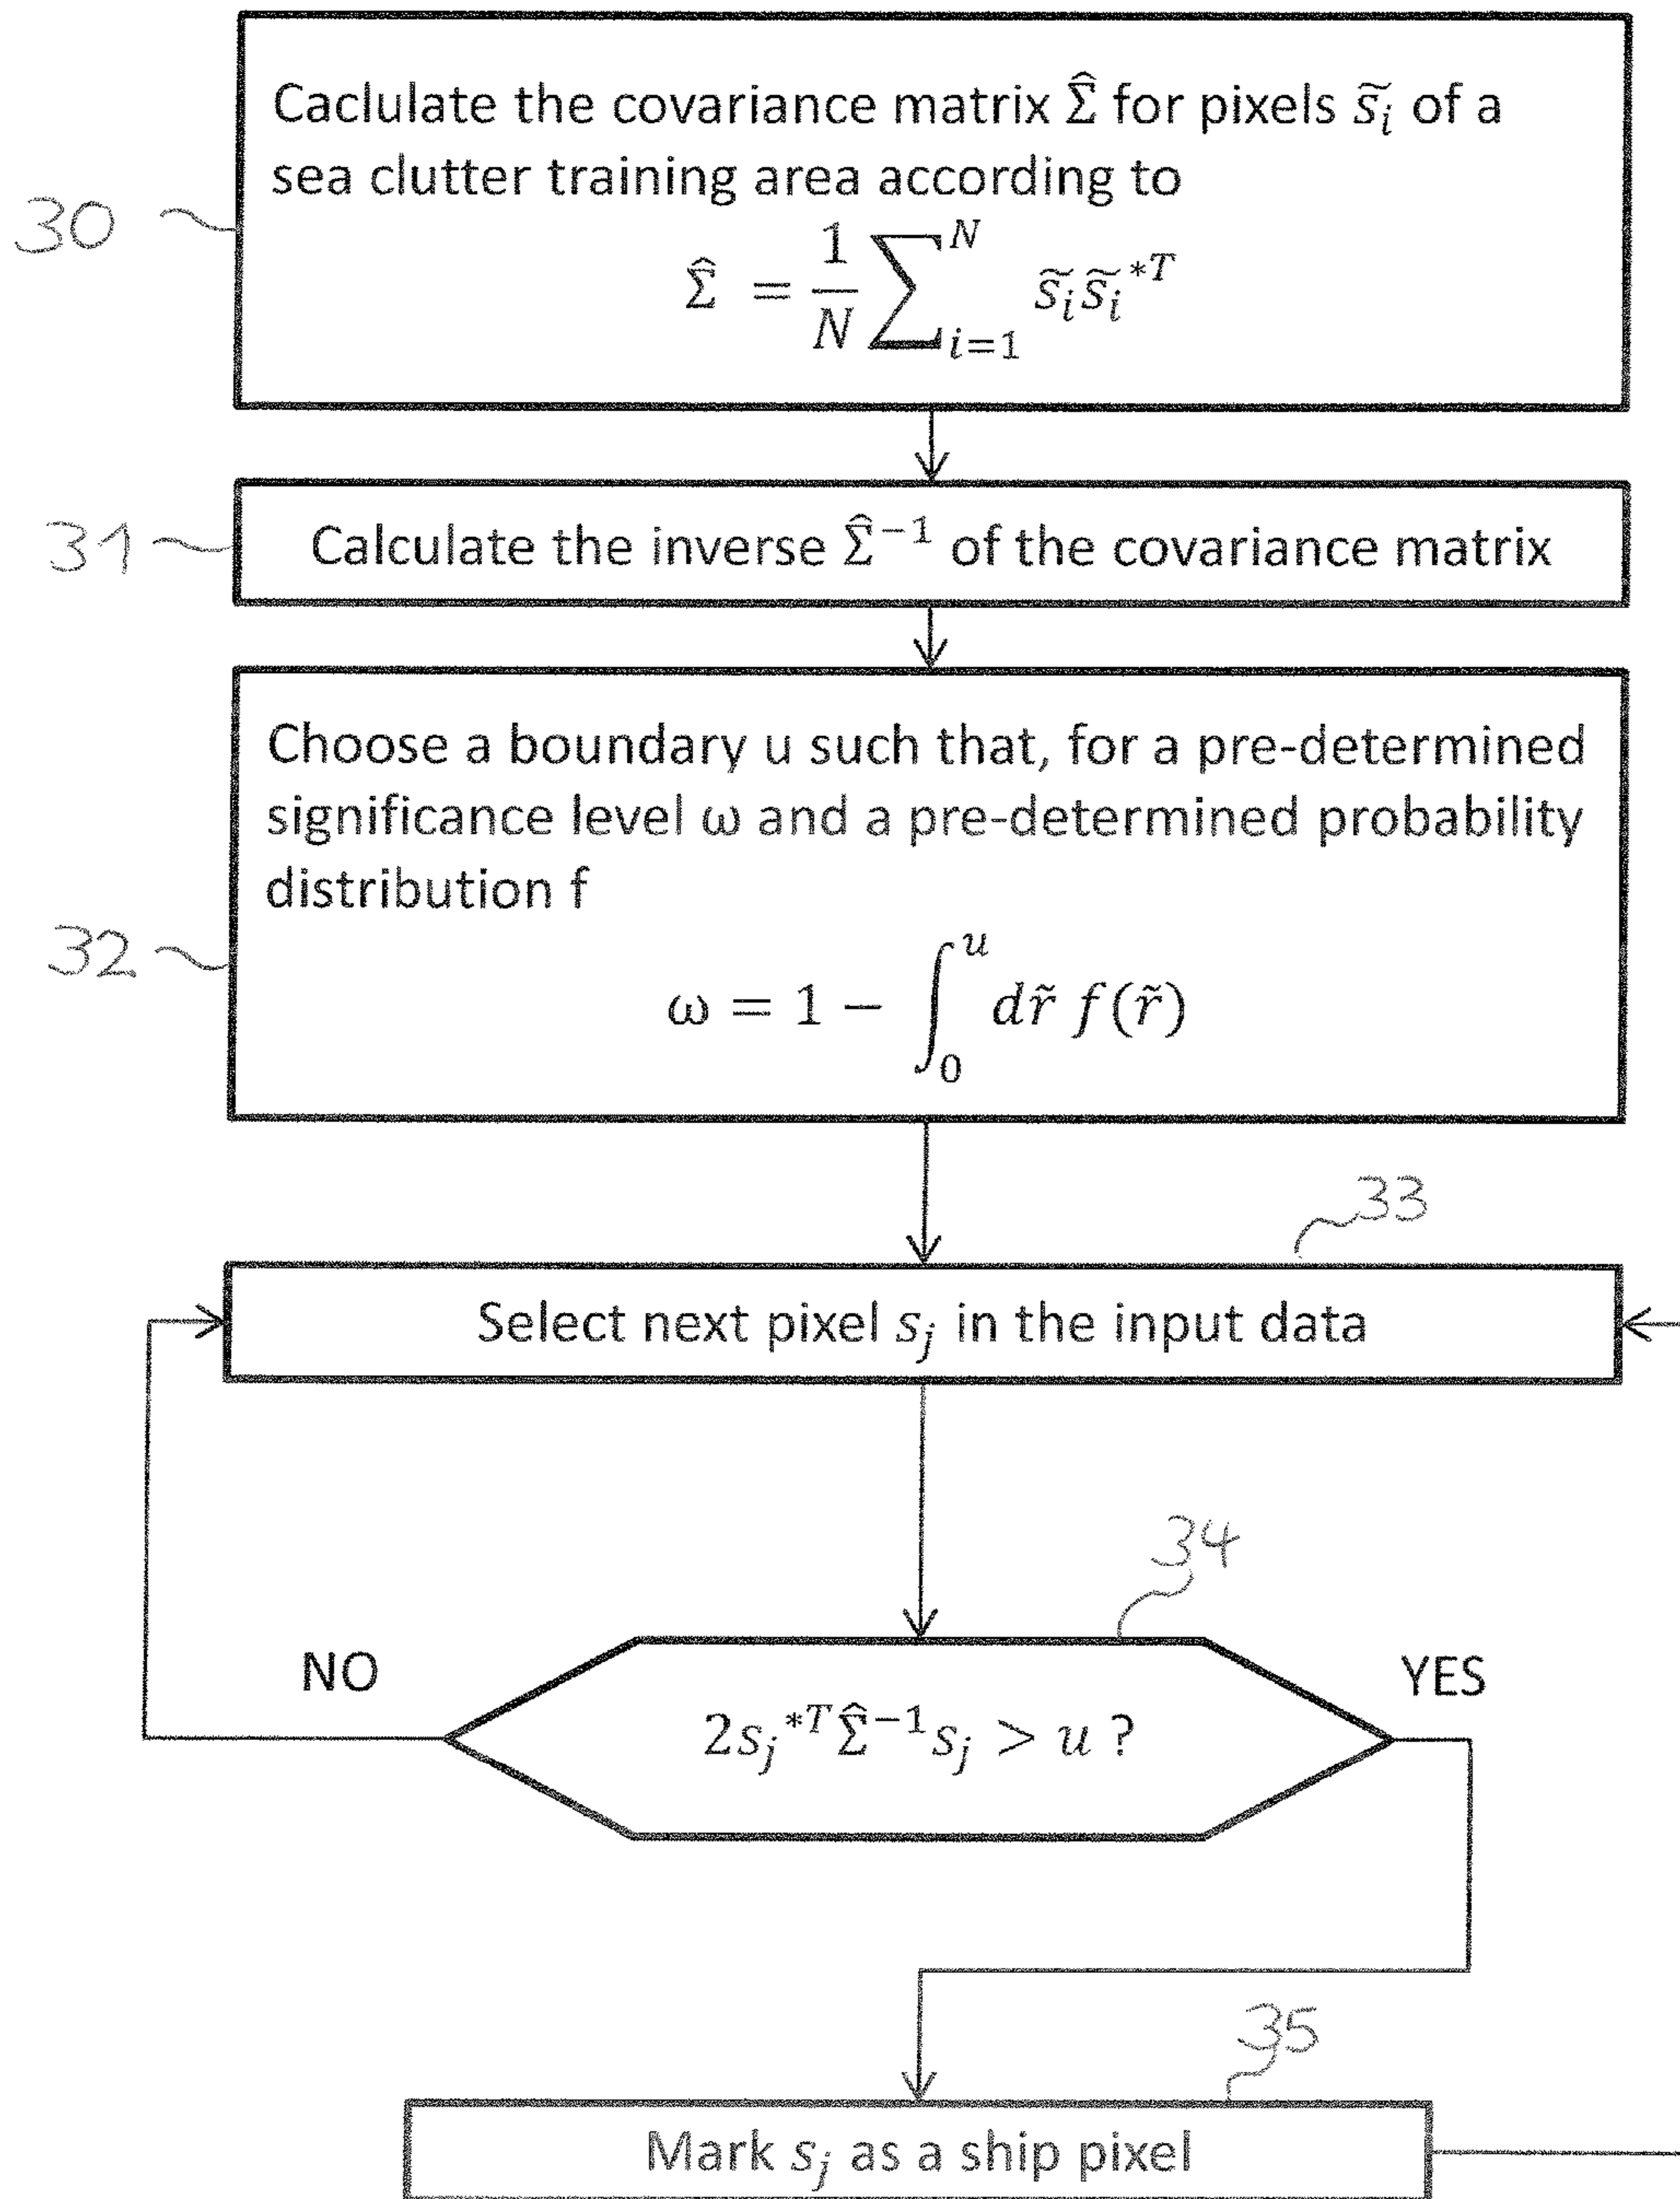 Caclulate the covariance matrix Σ̂ for pixels s̃ᵢ of a
sea clutter training area according to
30
Σ̂ = 1/N ∑ᵢ₌₁ᴺ s̃ᵢs̃ᵢ*ᵀ
31
Calculate the inverse Σ̂⁻¹ of the covariance matrix
Choose a boundary u such that, for a pre-determined
significance level ω and a pre-determined probability
distribution f
32
ω = 1 − ∫₀ᵘ dr̃ f(r̃)
33
Select next pixel sⱼ in the input data
34
NO
YES
2sⱼ*ᵀΣ̂⁻¹sⱼ > u ?
35
Mark sⱼ as a ship pixel